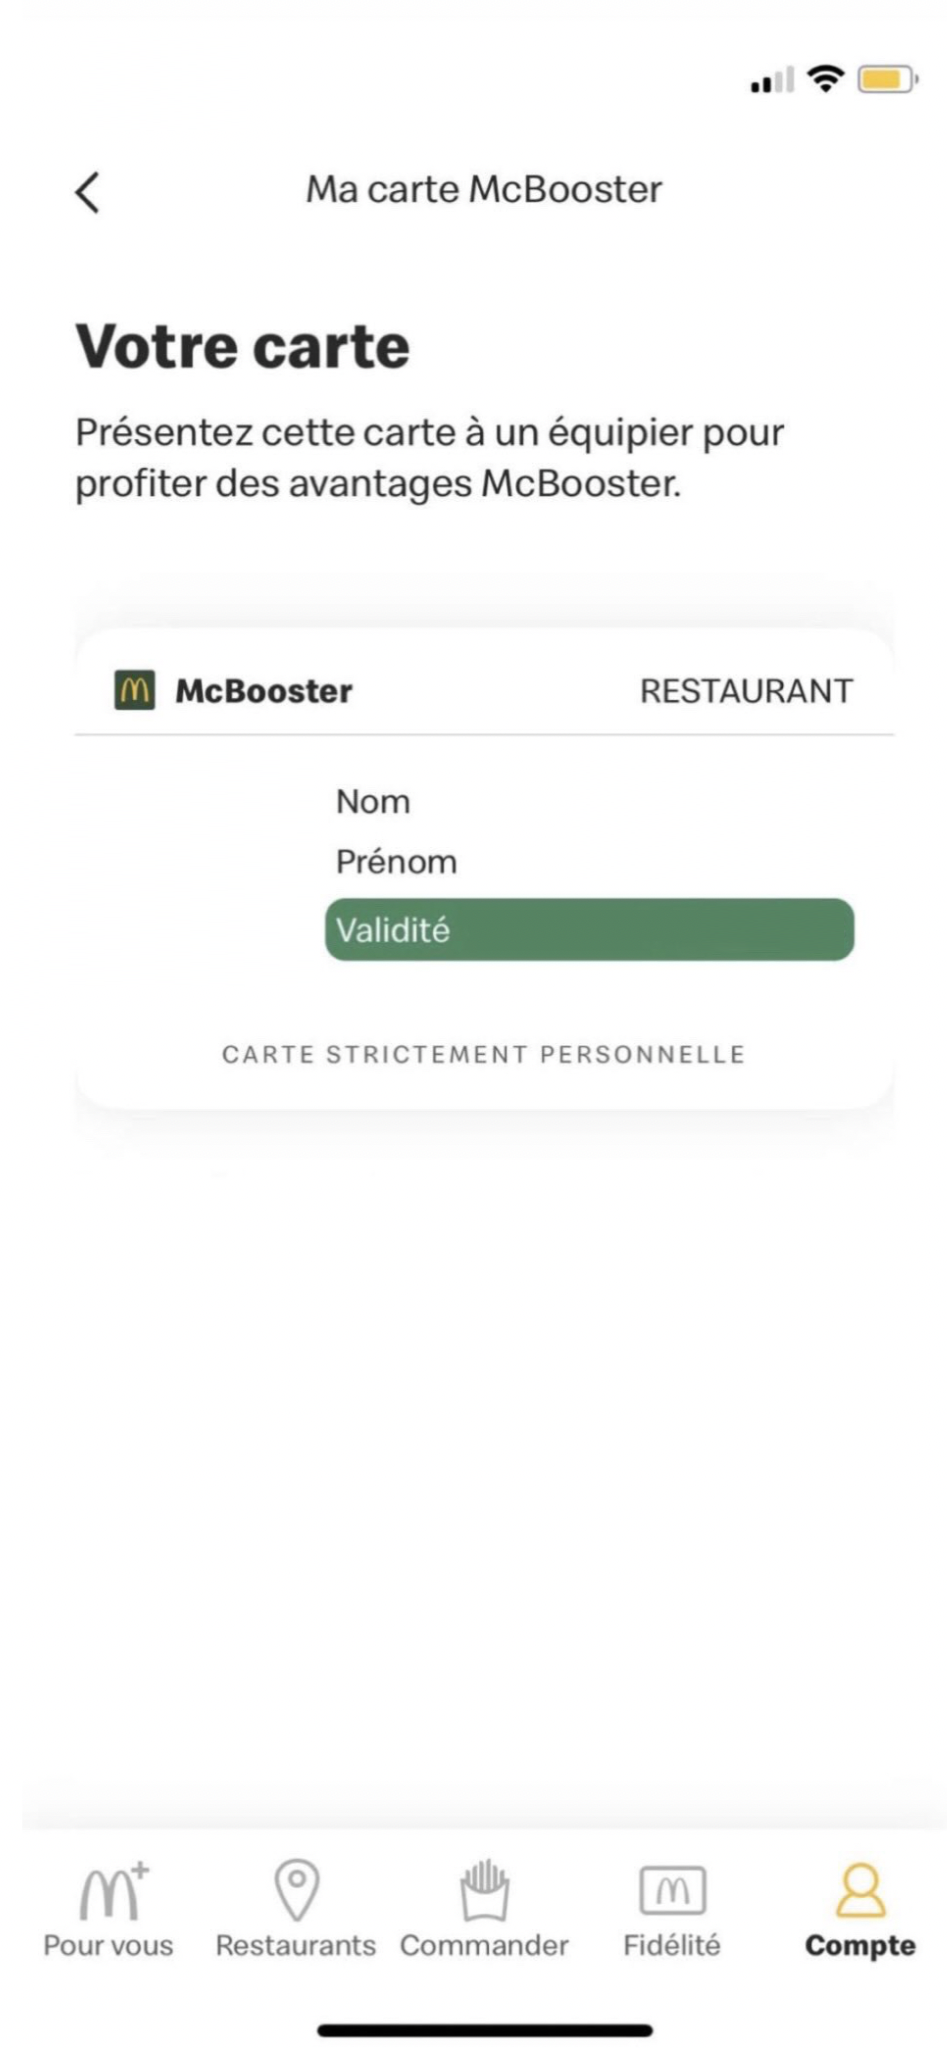 Ma carte McBooster
Votre carte
Présentez cette carte à un équipier pour
profiter des avantages McBooster.
McBooster RESTAURANT
Nom
Prénom
Validité
CARTE STRICTEMENT PERSONNELLE
Pour vous Restaurants Commander Fidélité Compte